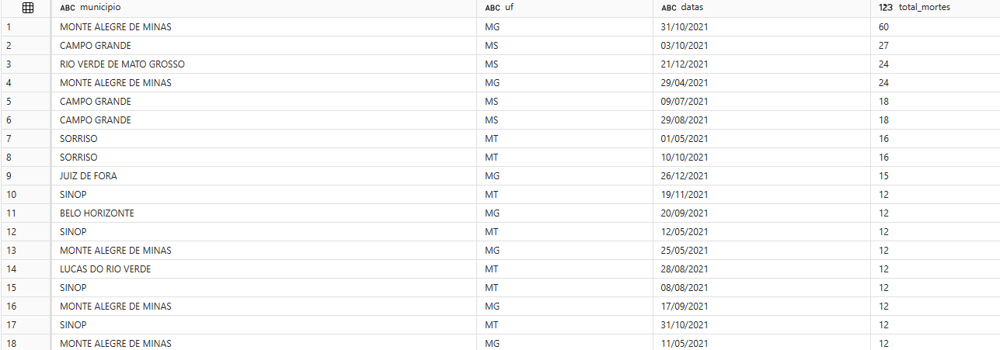 ABC municipio ABC uf ABC datas 123 total_mortes
1 MONTE ALEGRE DE MINAS MG 31/10/2021 60
2 CAMPO GRANDE MS 03/10/2021 27
3 RIO VERDE DE MATO GROSSO MS 21/12/2021 24
4 MONTE ALEGRE DE MINAS MG 29/04/2021 24
5 CAMPO GRANDE MS 09/07/2021 18
6 CAMPO GRANDE MS 29/08/2021 18
7 SORRISO MT 01/05/2021 16
8 SORRISO MT 10/10/2021 16
9 JUIZ DE FORA MG 26/12/2021 15
10 SINOP MT 19/11/2021 12
11 BELO HORIZONTE MG 20/09/2021 12
12 SINOP MT 12/05/2021 12
13 MONTE ALEGRE DE MINAS MG 25/05/2021 12
14 LUCAS DO RIO VERDE MT 28/08/2021 12
15 SINOP MT 08/08/2021 12
16 MONTE ALEGRE DE MINAS MG 17/09/2021 12
17 SINOP MT 31/10/2021 12
18 MONTE ALEGRE DE MINAS MG 11/05/2021 12